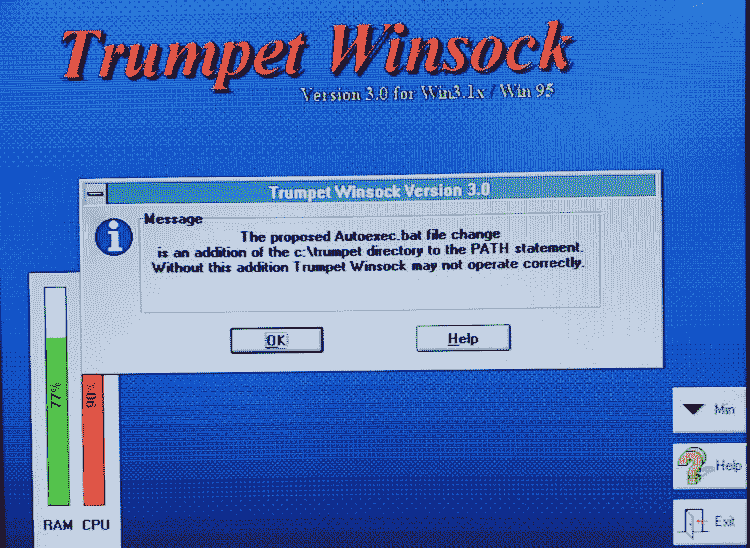 Trumpet Winsock
Version 3.0 for Win3.1x / Win 95
Trumpet Winsock Version 3.0
Message
The proposed Autoexec.bat file change
is an addition of the c:\trumpet directory to the PATH statement.
Without this addition Trumpet Winsock may not operate correctly.
OK
Help
77%
90%
RAM CPU
Min
Help
Exit